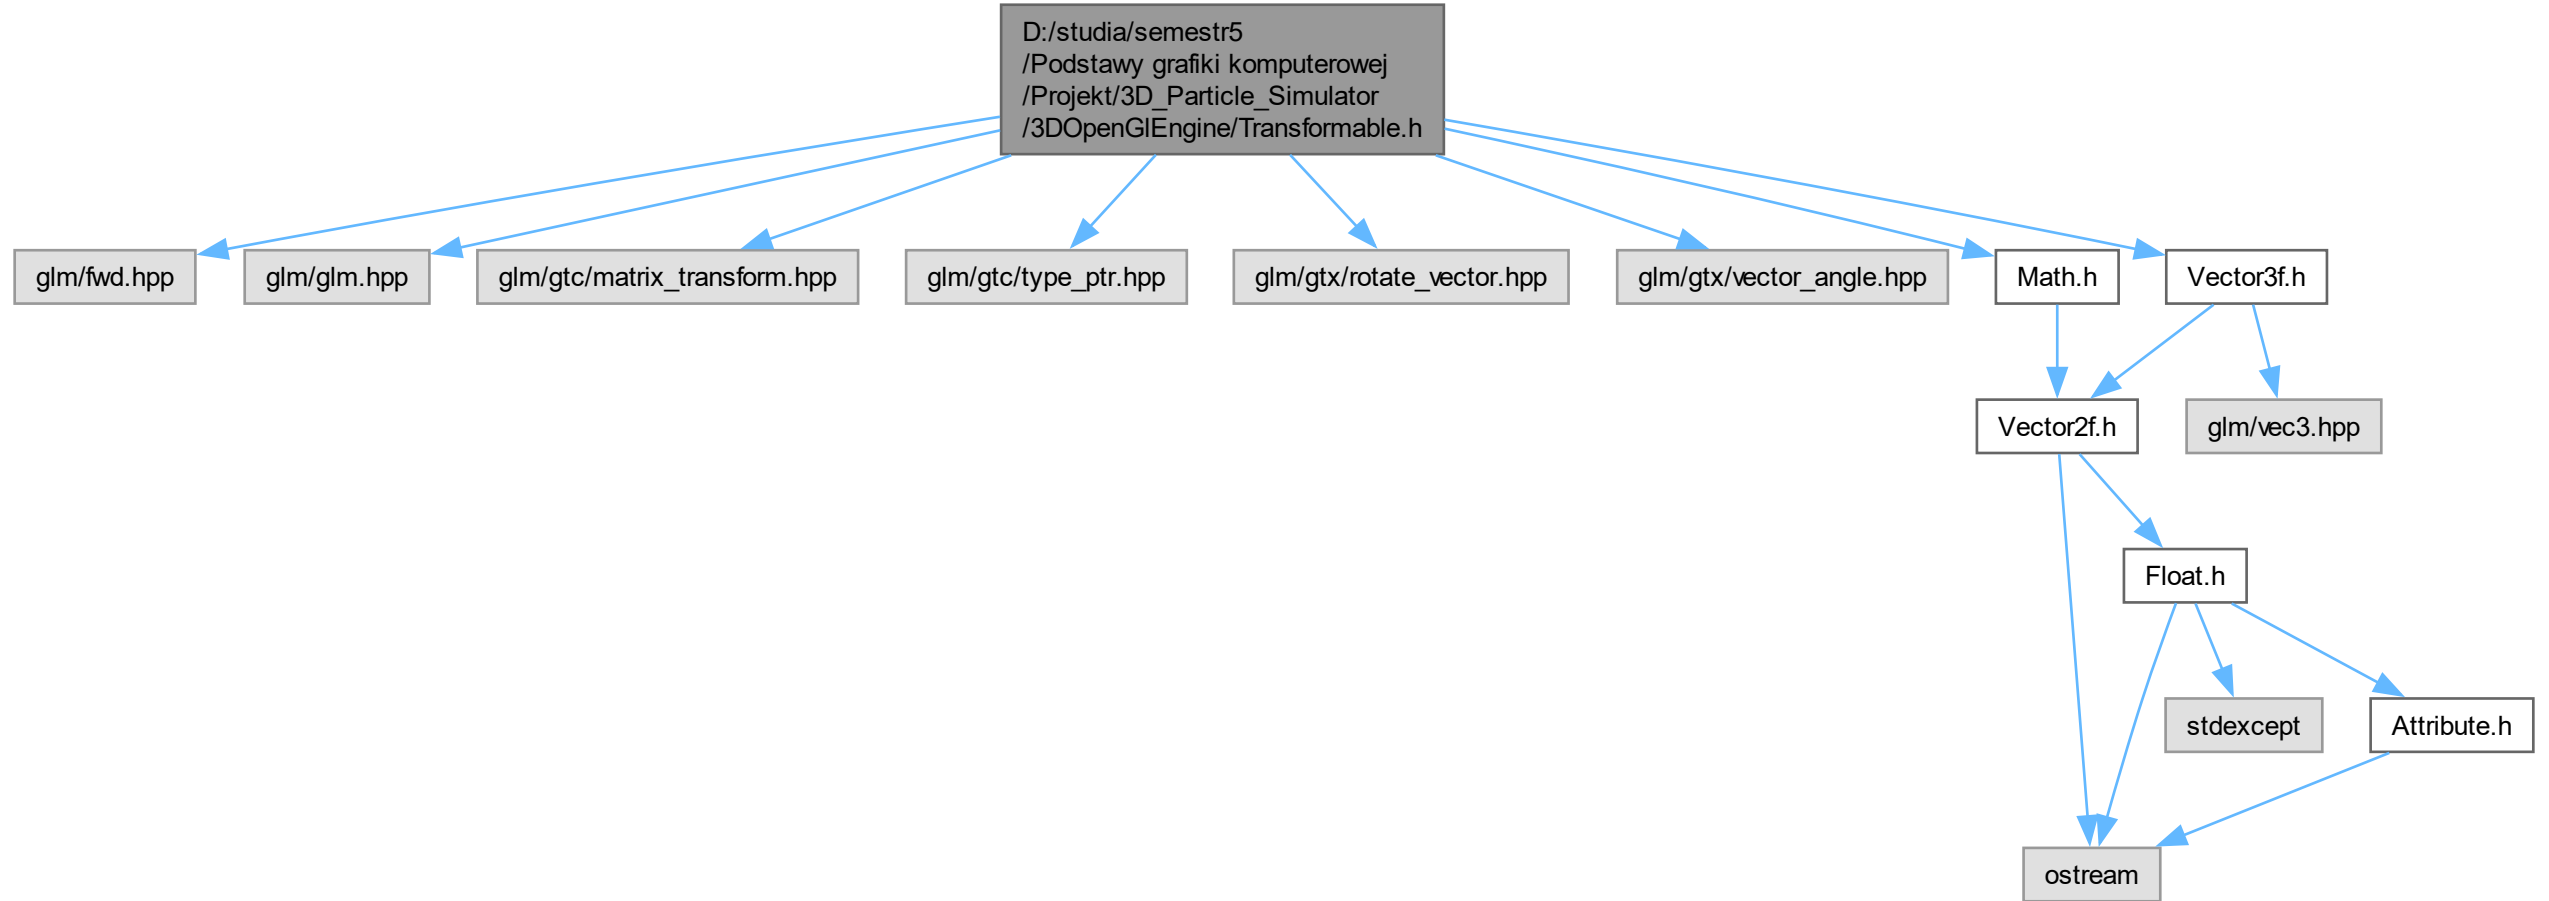 D:/studia/semestr5
/Podstawy grafiki komputerowej
/Projekt/3D_Particle_Simulator
/3DOpenGlEngine/Transformable.h
glm/fwd.hpp
glm/glm.hpp
glm/gtc/matrix_transform.hpp
glm/gtc/type_ptr.hpp
glm/gtx/rotate_vector.hpp
glm/gtx/vector_angle.hpp
Math.h
Vector3f.h
Vector2f.h
glm/vec3.hpp
Float.h
stdexcept
Attribute.h
ostream